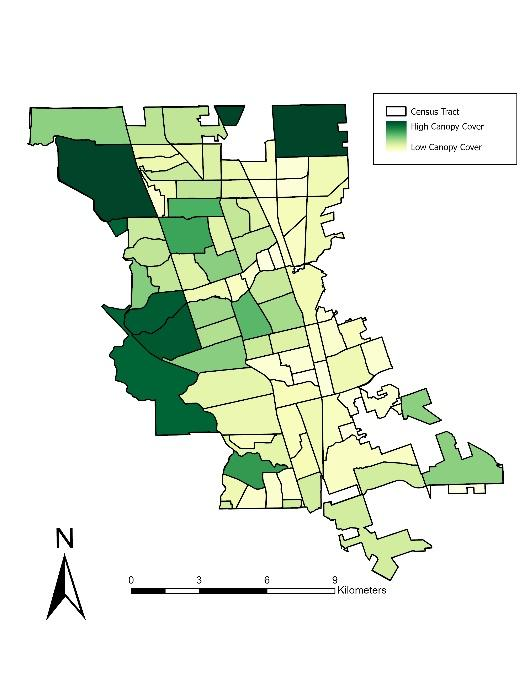 Census Tract
High Canopy Cover
Low Canopy Cover
N
0 3 6 9
Kilometers